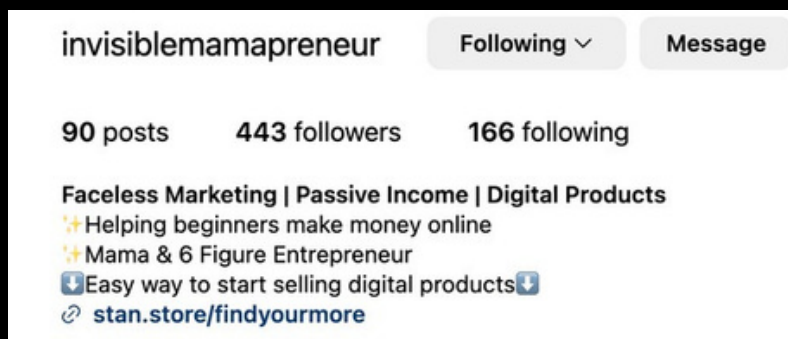 invisiblemamapreneur Following Message
90 posts 443 followers 166 following
Faceless Marketing | Passive Income | Digital Products
✨Helping beginners make money online
✨Mama & 6 Figure Entrepreneur
⬇️Easy way to start selling digital products⬇️
stan.store/findyourmore